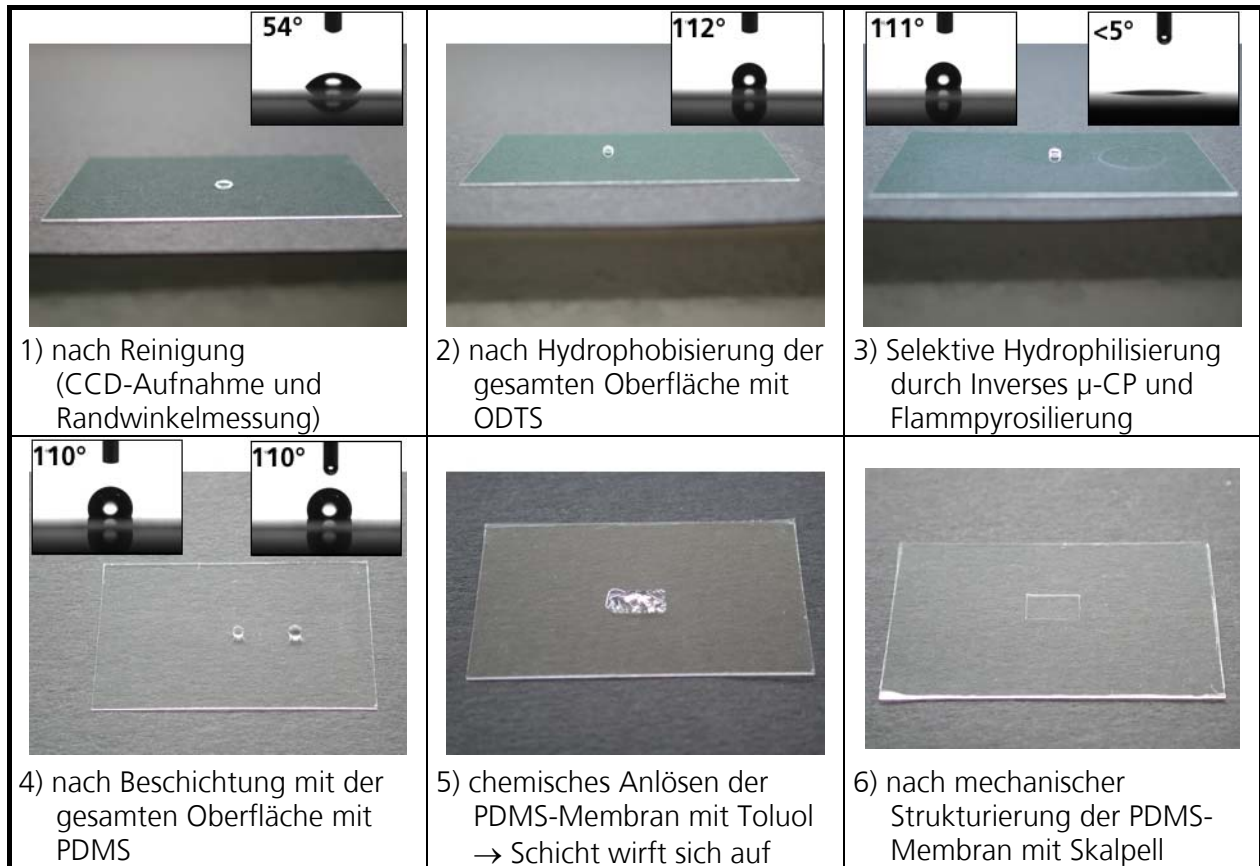 54°
1) nach Reinigung
(CCD-Aufnahme und
Randwinkelmessung)
112°
2) nach Hydrophobisierung der
gesamten Oberfläche mit
ODTS
111°
<5°
3) Selektive Hydrophilisierung
durch Inverses µ-CP und
Flammpyrosilierung
110°
110°
4) nach Beschichtung mit der
gesamten Oberfläche mit
PDMS
5) chemisches Anlösen der
PDMS-Membran mit Toluol
→ Schicht wirft sich auf
6) nach mechanischer
Strukturierung der PDMS-
Membran mit Skalpell